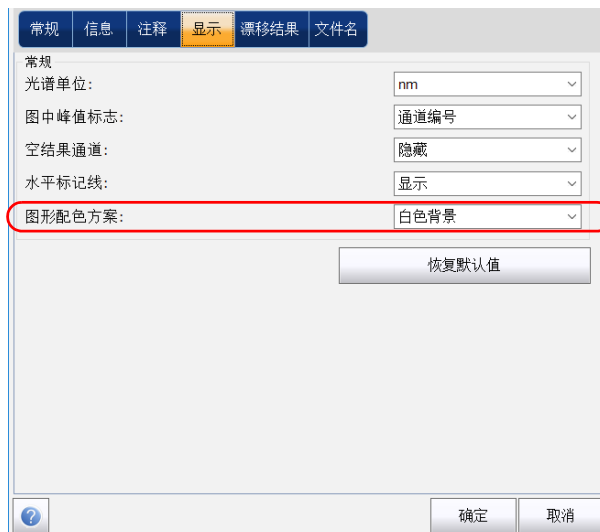 常规 信息 注释 显示 漂移结果 文件名
常规
光谱单位: nm
图中峰值标志: 通道编号
空结果通道: 隐藏
水平标记线: 显示
图形配色方案: 白色背景
恢复默认值
? 确定 取消